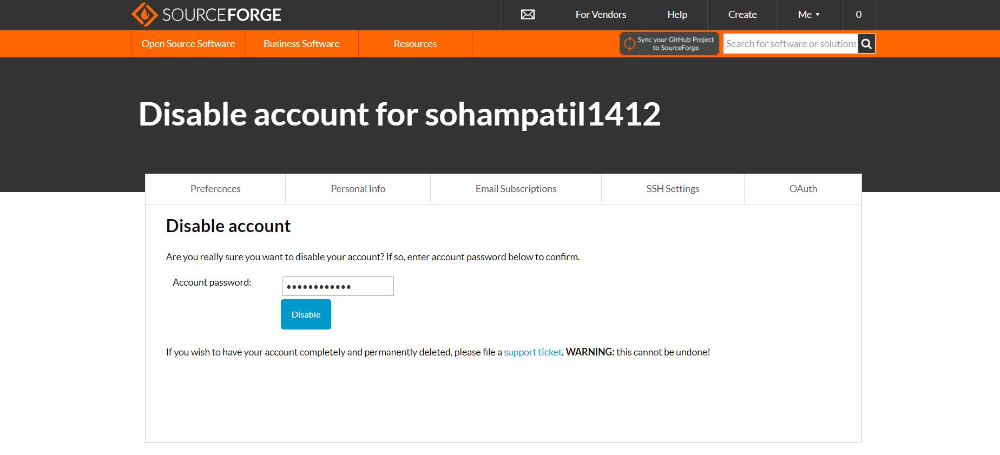 SOURCEFORGE
For Vendors
Help
Create
Me ▼
0
Open Source Software
Business Software
Resources
Sync your GitHub Project
to SourceForge
Search for software or solutions
Disable account for sohampatil1412
Preferences
Personal Info
Email Subscriptions
SSH Settings
OAuth
Disable account
Are you really sure you want to disable your account? If so, enter account password below to confirm.
Account password:
••••••••••••
Disable
If you wish to have your account completely and permanently deleted, please file a support ticket. WARNING: this cannot be undone!